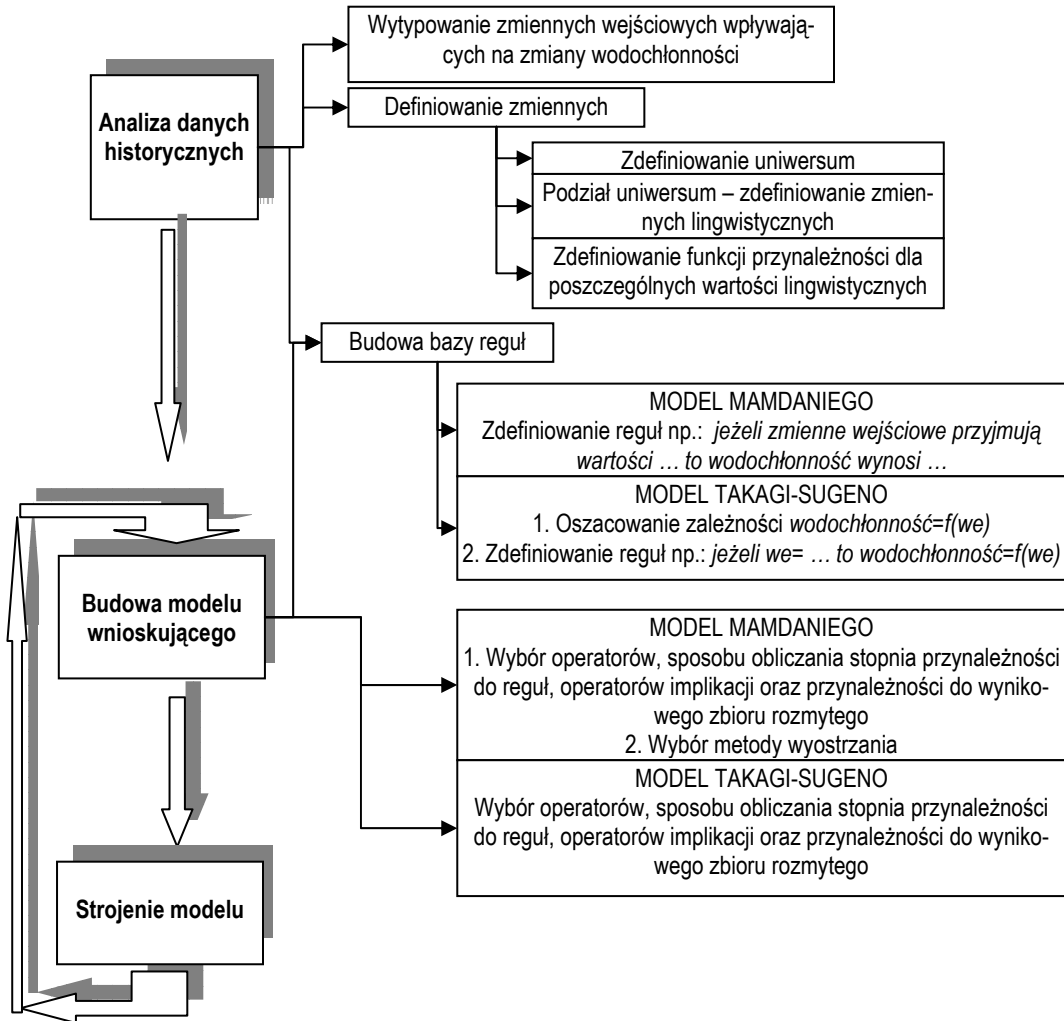 Wytypowanie zmiennych wejściowych wpływają-
cych na zmiany wodochłonności
Analiza danych
historycznych
Definiowanie zmiennych
Zdefiniowanie uniwersum
Podział uniwersum – zdefiniowanie zmien-
nych lingwistycznych
Zdefiniowanie funkcji przynależności dla
poszczególnych wartości lingwistycznych
Budowa bazy reguł
MODEL MAMDANIEGO
Zdefiniowanie reguł np.: jeżeli zmienne wejściowe przyjmują
wartości … to wodochłonność wynosi …
MODEL TAKAGI-SUGENO
1. Oszacowanie zależności wodochłonność=f(we)
2. Zdefiniowanie reguł np.: jeżeli we= … to wodochłonność=f(we)
Budowa modelu
wnioskującego
MODEL MAMDANIEGO
1. Wybór operatorów, sposobu obliczania stopnia przynależności
do reguł, operatorów implikacji oraz przynależności do wyniko-
wego zbioru rozmytego
2. Wybór metody wyostrzania
MODEL TAKAGI-SUGENO
Wybór operatorów, sposobu obliczania stopnia przynależności
do reguł, operatorów implikacji oraz przynależności do wyniko-
wego zbioru rozmytego
Strojenie modelu